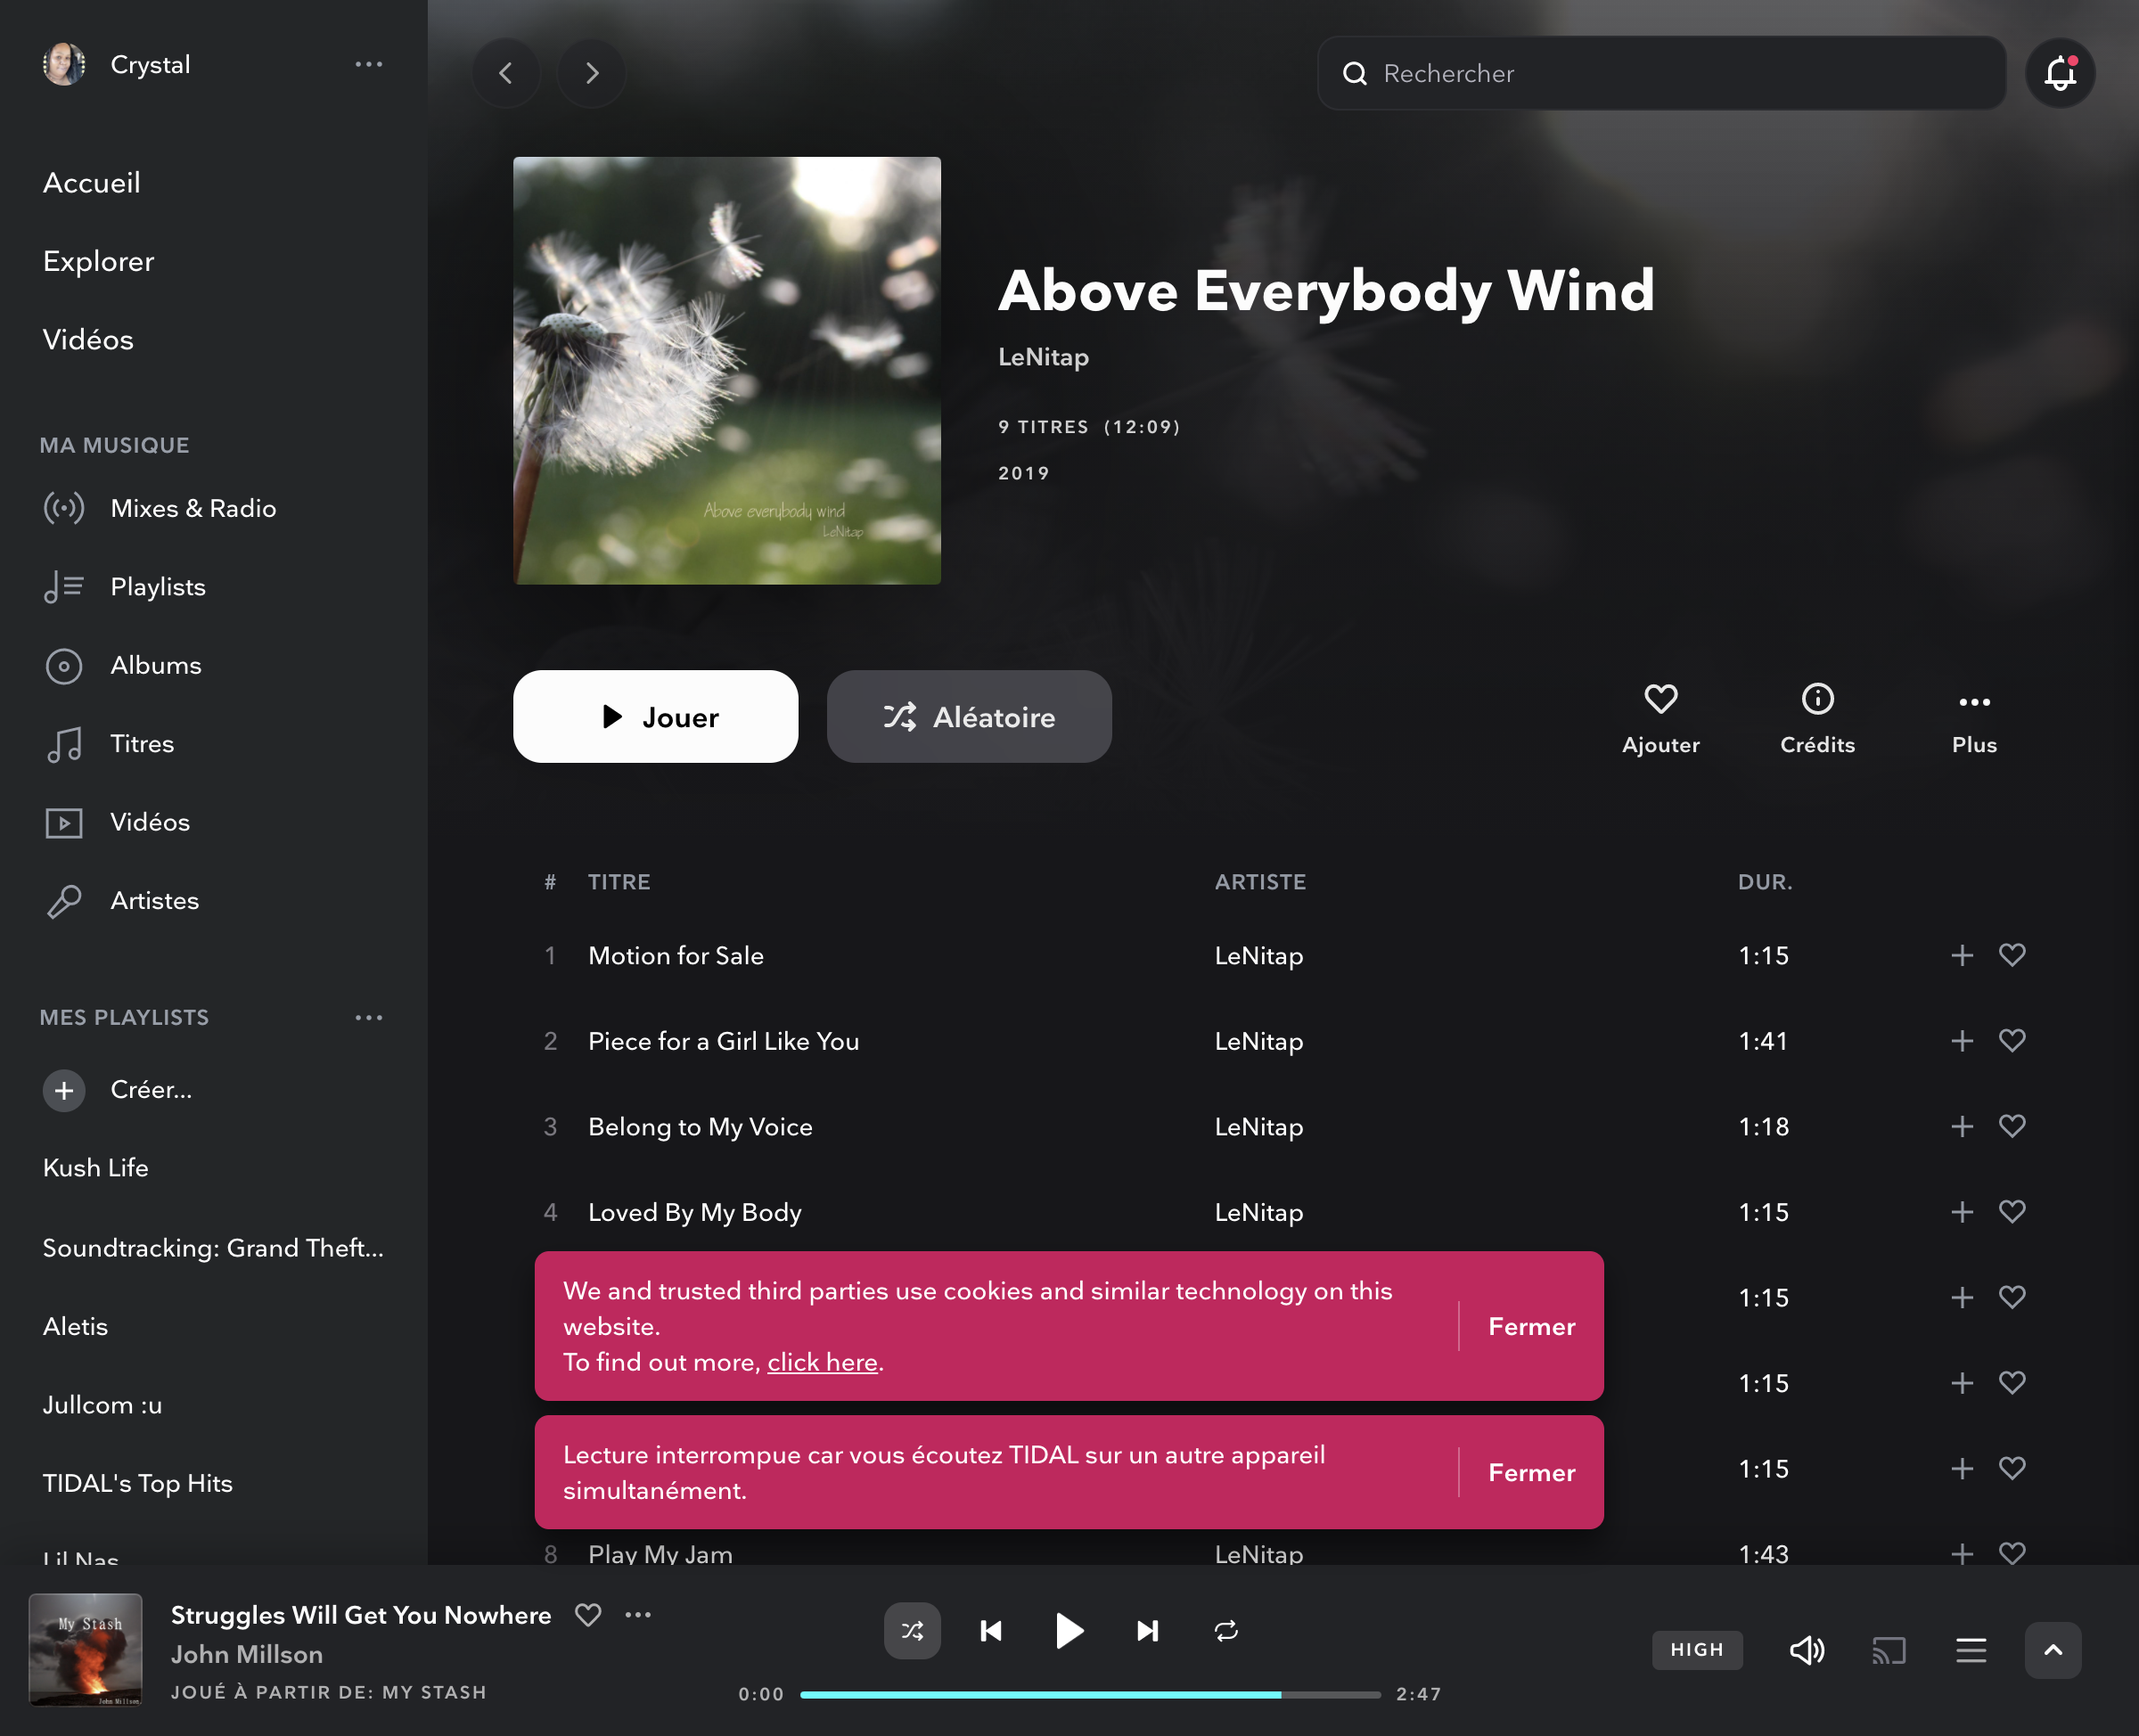 Crystal
Accueil
Explorer
Vidéos
MA MUSIQUE
Mixes & Radio
Playlists
Albums
Titres
Vidéos
Artistes
MES PLAYLISTS
Créer...
Kush Life
Soundtracking: Grand Theft...
Aletis
Jullcom :u
TIDAL's Top Hits
Lil Nas
Rechercher
Above everybody wind
LeNitap
Above Everybody Wind
LeNitap
9 TITRES (12:09)
2019
Jouer
Aléatoire
Ajouter
Crédits
Plus
# TITRE ARTISTE DUR.
1 Motion for Sale LeNitap 1:15
2 Piece for a Girl Like You LeNitap 1:41
3 Belong to My Voice LeNitap 1:18
4 Loved By My Body LeNitap 1:15
1:15
1:15
1:15
We and trusted third parties use cookies and similar technology on this
website.
To find out more, click here.
Fermer
Lecture interrompue car vous écoutez TIDAL sur un autre appareil
simultanément.
Fermer
8 Play My Jam LeNitap 1:43
My Stash
John Millson
Struggles Will Get You Nowhere
John Millson
JOUÉ À PARTIR DE: MY STASH
0:00
2:47
HIGH